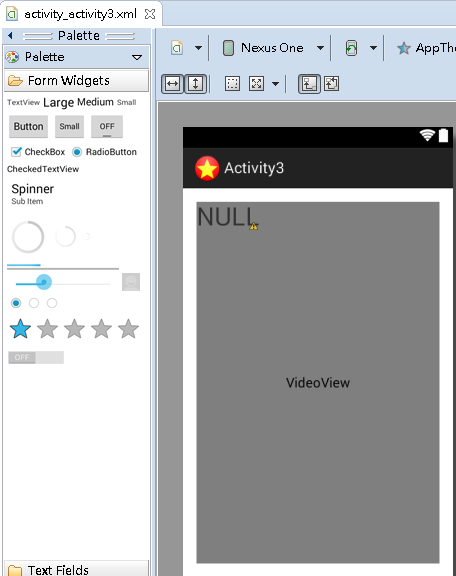 activity_activity3.xml
Palette
Palette
Nexus One
AppThe
Form Widgets
TextView Large Medium Small
Button Small OFF
CheckBox RadioButton
CheckedTextView
Spinner
Sub Item
OFF
Text Fields
Activity3
NULL
VideoView